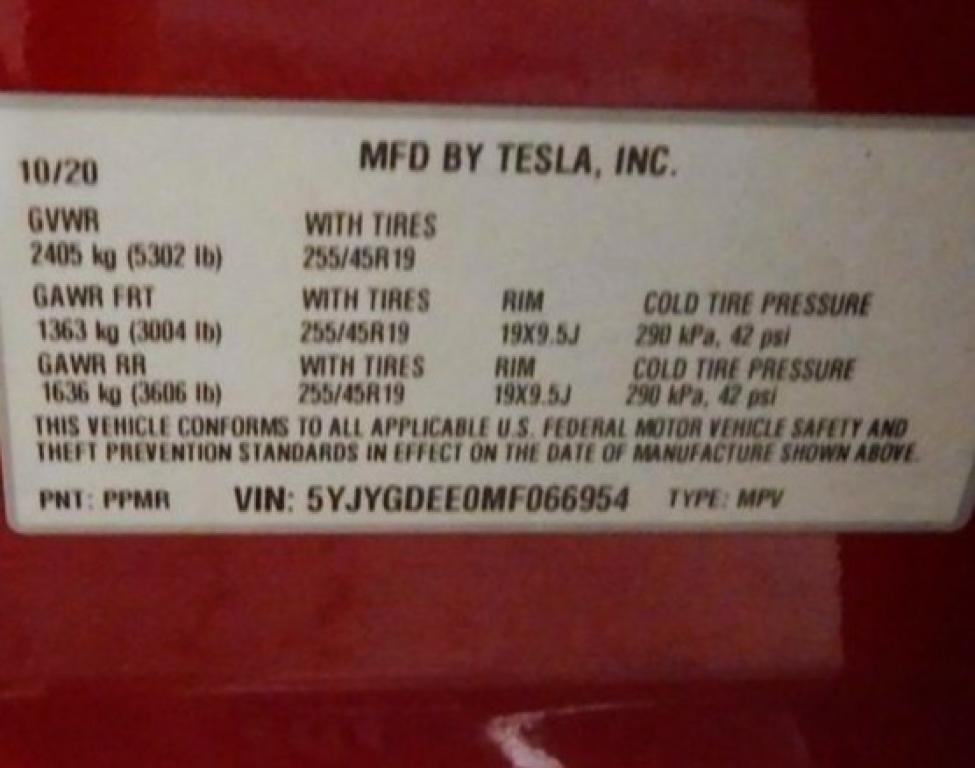 MFD BY TESLA, INC.
10/20
GVWR WITH TIRES
2405 kg (5302 lb) 255/45R19
GAWR FRT WITH TIRES RIM COLD TIRE PRESSURE
1363 kg (3004 lb) 255/45R19 19X9.5J 290 kPa, 42 psi
GAWR RR WITH TIRES RIM COLD TIRE PRESSURE
1636 kg (3606 lb) 255/45R19 19X9.5J 290 kPa, 42 psi
THIS VEHICLE CONFORMS TO ALL APPLICABLE U.S. FEDERAL MOTOR VEHICLE SAFETY AND
THEFT PREVENTION STANDARDS IN EFFECT ON THE DATE OF MANUFACTURE SHOWN ABOVE.
PNT: PPMR VIN: 5YJYGDEE0MF066954 TYPE: MPV